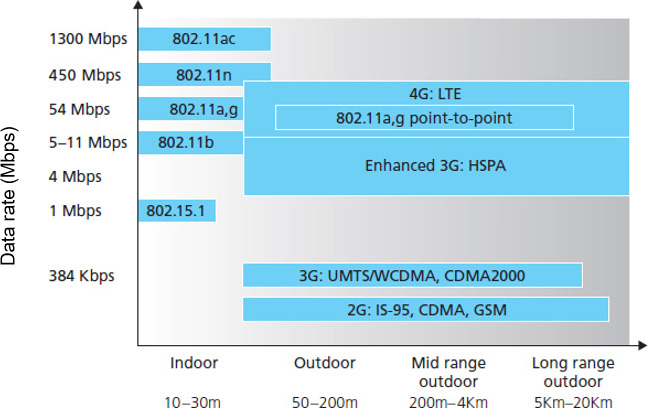 Data rate (Mbps)
1300 Mbps
802.11ac
450 Mbps
802.11n
4G: LTE
54 Mbps
802.11a,g
802.11a,g point-to-point
5–11 Mbps
802.11b
Enhanced 3G: HSPA
4 Mbps
1 Mbps
802.15.1
384 Kbps
3G: UMTS/WCDMA, CDMA2000
2G: IS-95, CDMA, GSM
Indoor
Outdoor
Mid range
outdoor
Long range
outdoor
10–30m
50–200m
200m–4Km
5Km–20Km